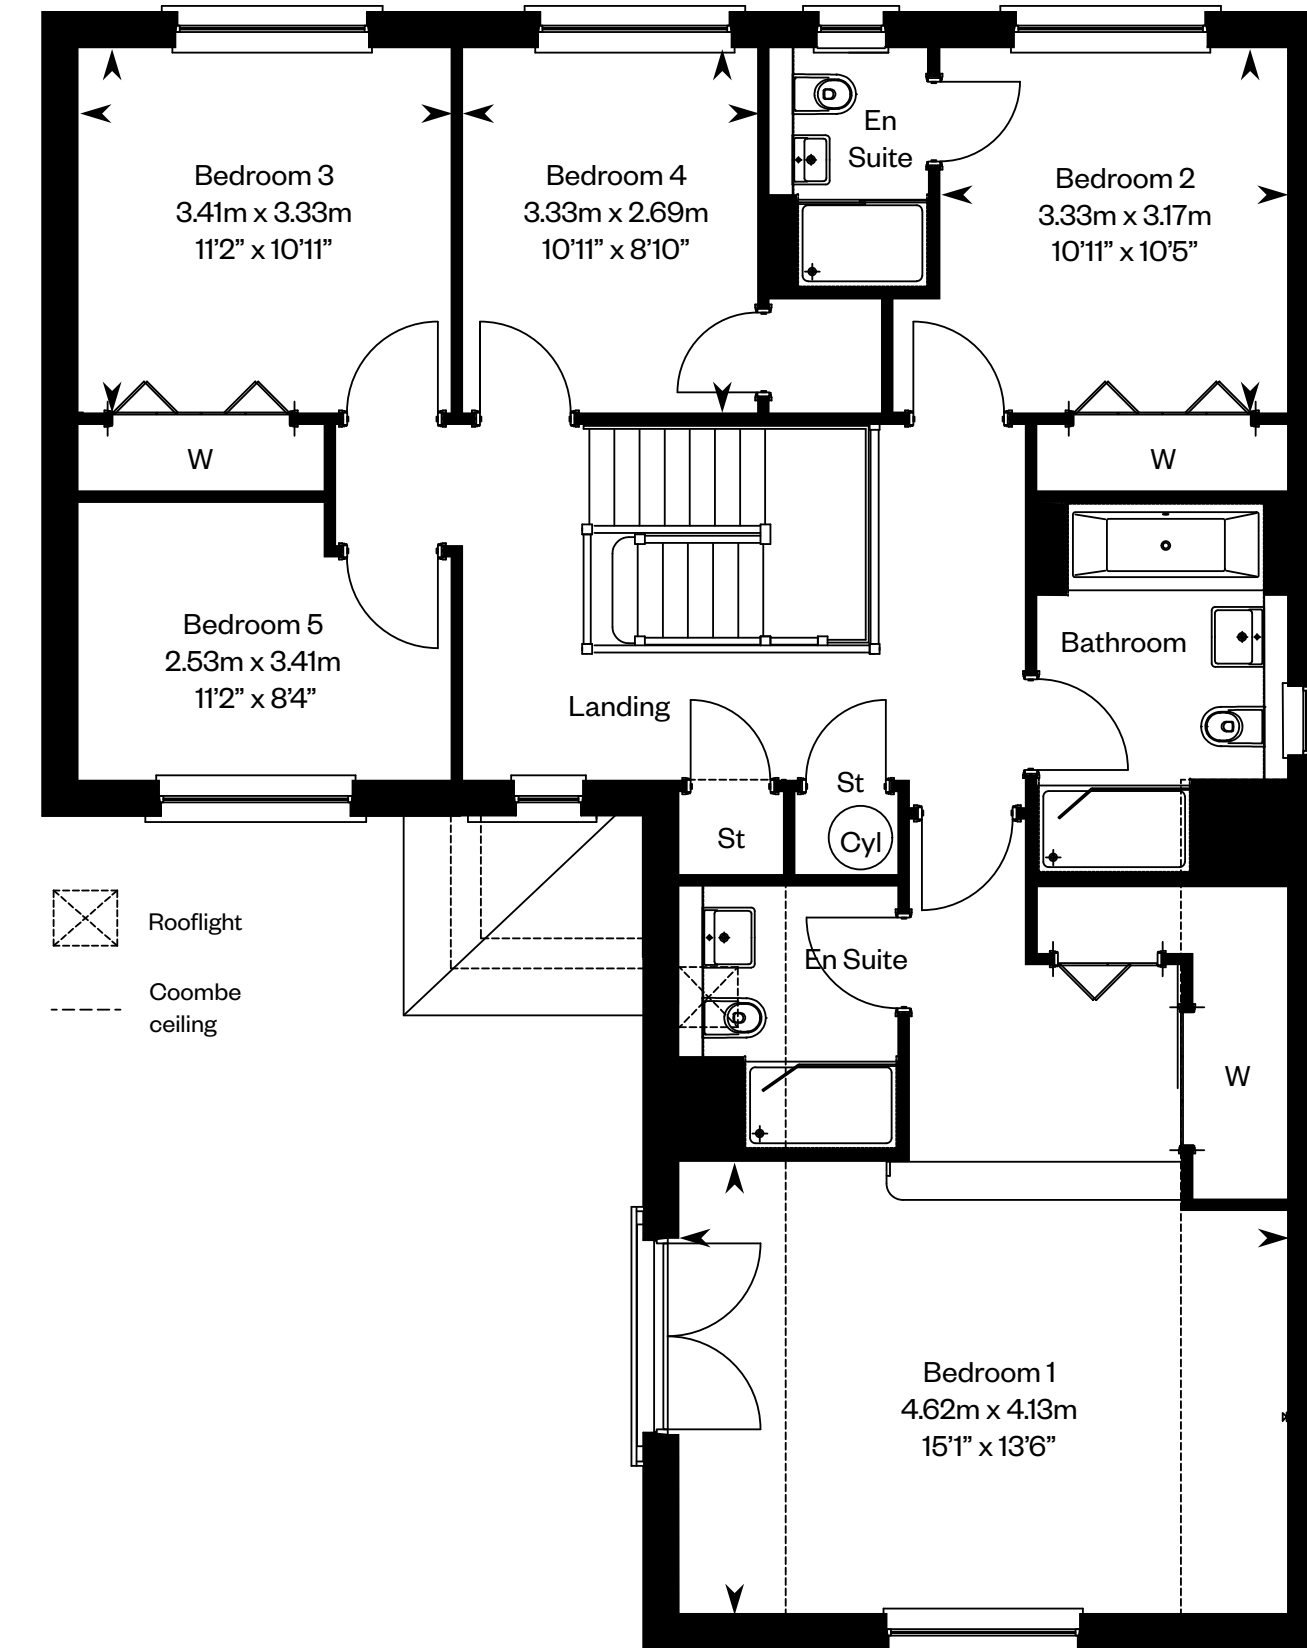 Bedroom 3
3.41m x 3.33m
11’2” x 10’11”
Bedroom 4
3.33m x 2.69m
10’11” x 8’10”
En
Suite
Bedroom 2
3.33m x 3.17m
10’11” x 10’5”
W
W
Bedroom 5
2.53m x 3.41m
11’2” x 8’4”
Bathroom
Landing
St
St
Cyl
Rooflight
Coombe
ceiling
En Suite
W
Bedroom 1
4.62m x 4.13m
15’1” x 13’6”